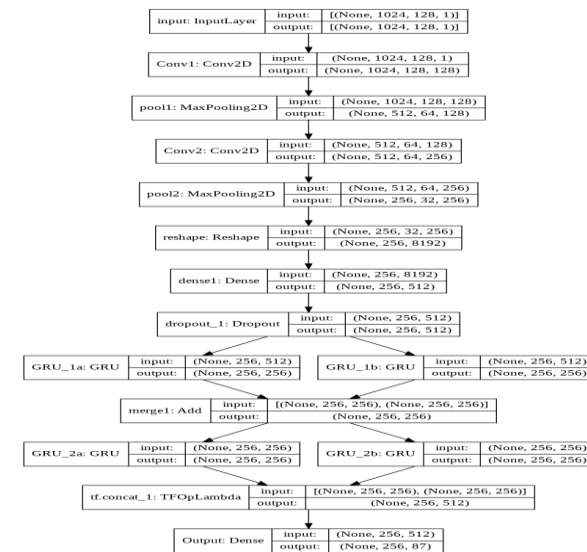 input: InputLayer input: [(None, 1024, 128, 1)]
output: [(None, 1024, 128, 1)]
Conv1: Conv2D input: (None, 1024, 128, 1)
output: (None, 1024, 128, 128)
pool1: MaxPooling2D input: (None, 1024, 128, 128)
output: (None, 512, 64, 128)
Conv2: Conv2D input: (None, 512, 64, 128)
output: (None, 512, 64, 256)
pool2: MaxPooling2D input: (None, 512, 64, 256)
output: (None, 256, 32, 256)
reshape: Reshape input: (None, 256, 32, 256)
output: (None, 256, 8192)
dense1: Dense input: (None, 256, 8192)
output: (None, 256, 512)
dropout_1: Dropout input: (None, 256, 512)
output: (None, 256, 512)
GRU_1a: GRU input: (None, 256, 512)
output: (None, 256, 256)
GRU_1b: GRU input: (None, 256, 512)
output: (None, 256, 256)
merge1: Add input: [(None, 256, 256), (None, 256, 256)]
output: (None, 256, 256)
GRU_2a: GRU input: (None, 256, 256)
output: (None, 256, 256)
GRU_2b: GRU input: (None, 256, 256)
output: (None, 256, 256)
tf.concat_1: TFOpLambda input: [(None, 256, 256), (None, 256, 256)]
output: (None, 256, 512)
Output: Dense input: (None, 256, 512)
output: (None, 256, 87)